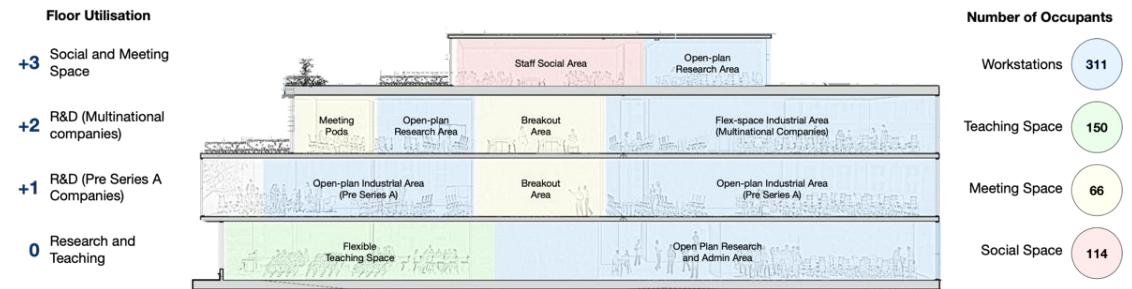 Floor Utilisation
Number of Occupants
+3 Social and Meeting
Space
Staff Social Area
Open-plan
Research Area
Workstations 311
+2 R&D (Multinational
companies)
Meeting
Pods
Open-plan
Research Area
Breakout
Area
Flex-space Industrial Area
(Multinational Companies)
Teaching Space 150
+1 R&D (Pre Series A
Companies)
Open-plan Industrial Area
(Pre Series A)
Breakout
Area
Open-plan Industrial Area
(Pre Series A)
Meeting Space 66
0 Research and
Teaching
Flexible
Teaching Space
Open Plan Research
and Admin Area
Social Space 114